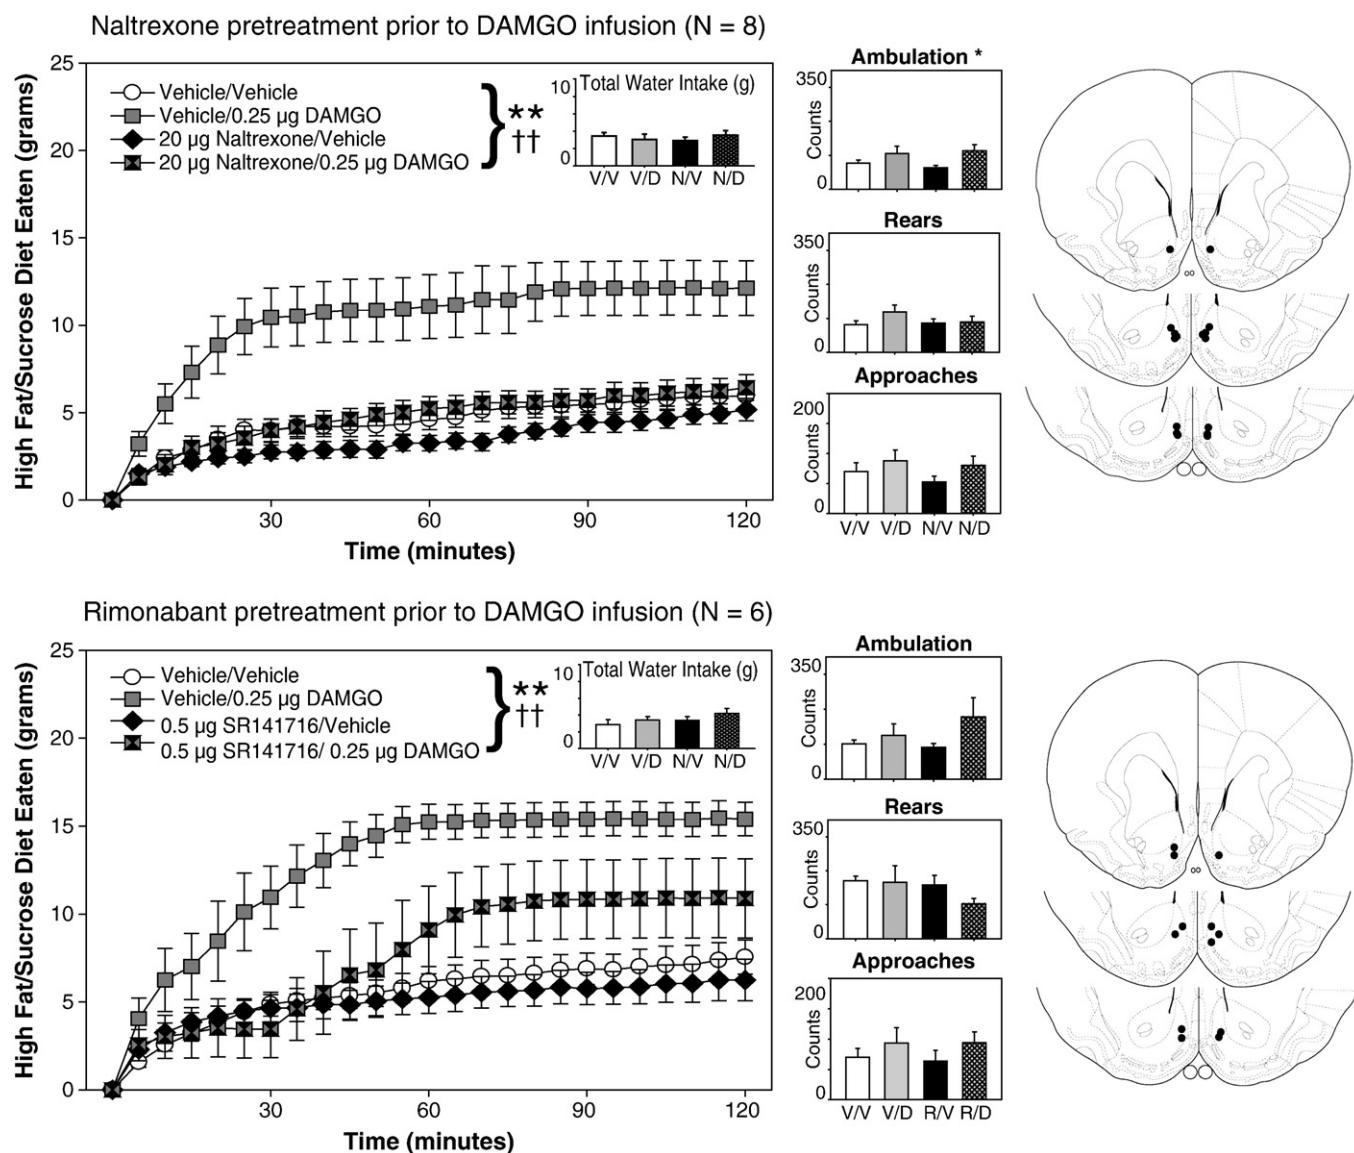 Naltrexone pretreatment prior to DAMGO infusion (N = 8)
High Fat/Sucrose Diet Eaten (grams)
25
20
15
10
5
0
30
60
90
120
Time (minutes)
Vehicle/Vehicle
Vehicle/0.25 µg DAMGO
20 µg Naltrexone/Vehicle
20 µg Naltrexone/0.25 µg DAMGO
}
**
††
Total Water Intake (g)
10
0
V/V V/D N/V N/D
Ambulation *
350
Counts
0
Rears
350
Counts
0
Approaches
200
Counts
0
V/V V/D N/V N/D
Rimonabant pretreatment prior to DAMGO infusion (N = 6)
High Fat/Sucrose Diet Eaten (grams)
25
20
15
10
5
0
30
60
90
120
Time (minutes)
Vehicle/Vehicle
Vehicle/0.25 µg DAMGO
0.5 µg SR141716/Vehicle
0.5 µg SR141716/ 0.25 µg DAMGO
}
**
††
Total Water Intake (g)
10
0
V/V V/D N/V N/D
Ambulation
350
Counts
0
Rears
350
Counts
0
Approaches
200
Counts
0
V/V V/D R/V R/D